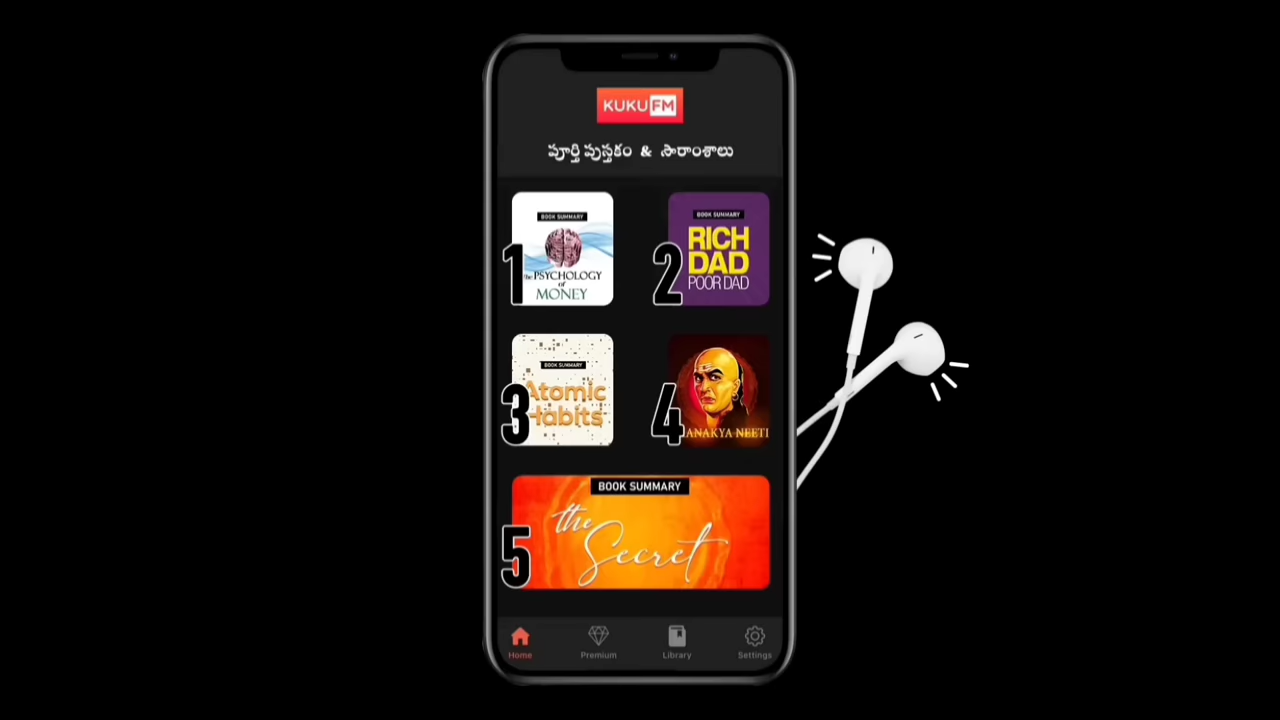 KUKU FM
పూర్తి పుస్తకం & సారాంశాలు
BOOK SUMMARY
The PSYCHOLOGY
of
MONEY
1
BOOK SUMMARY
RICH
DAD
POOR DAD
2
BOOK SUMMARY
Atomic
Habits
3
ANAKYA NEETI
4
BOOK SUMMARY
the
Secret
5
Home
Premium
Library
Settings